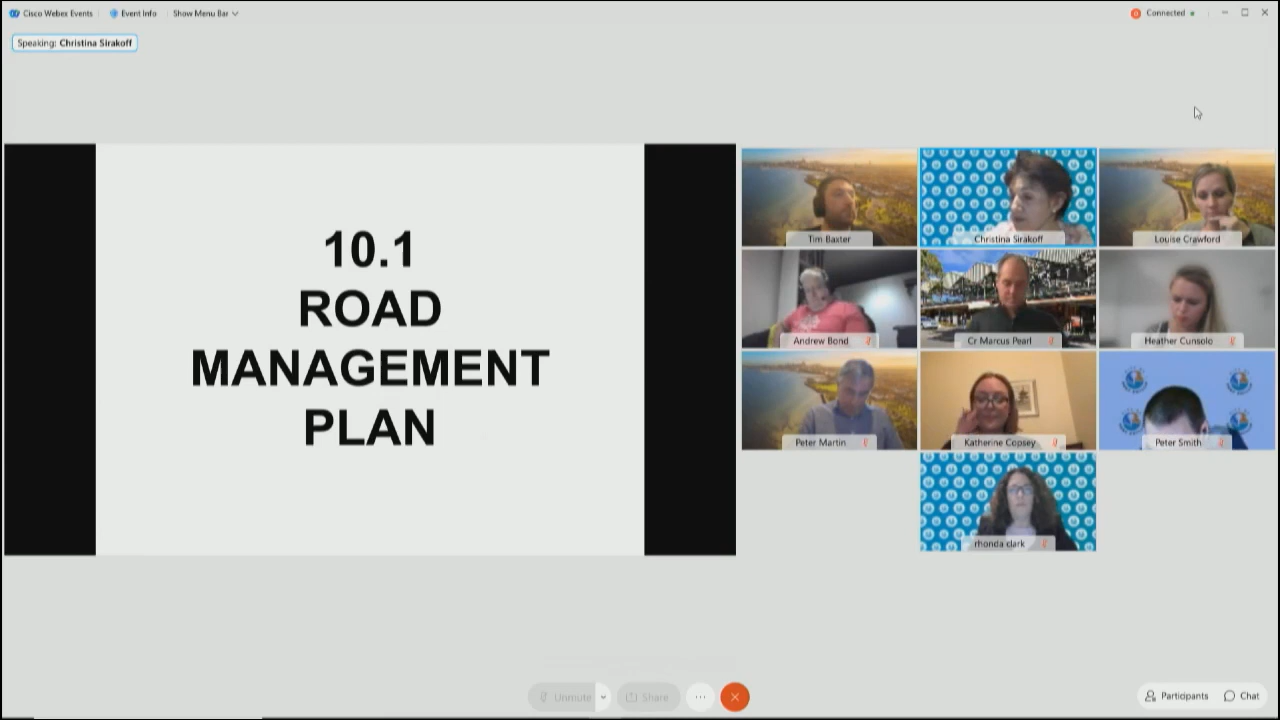 Cisco Webex Events
Event Info
Show Menu Bar
Connected
Speaking: Christina Sirakoff
10.1
ROAD
MANAGEMENT
PLAN
Tim Baxter
Christina Sirakoff
Louise Crawford
Andrew Bond
Cr Marcus Pearl
Heather Cunsolo
Peter Martin
Katherine Copsey
Peter Smith
rhonda clark
Unmute
Share
Participants
Chat